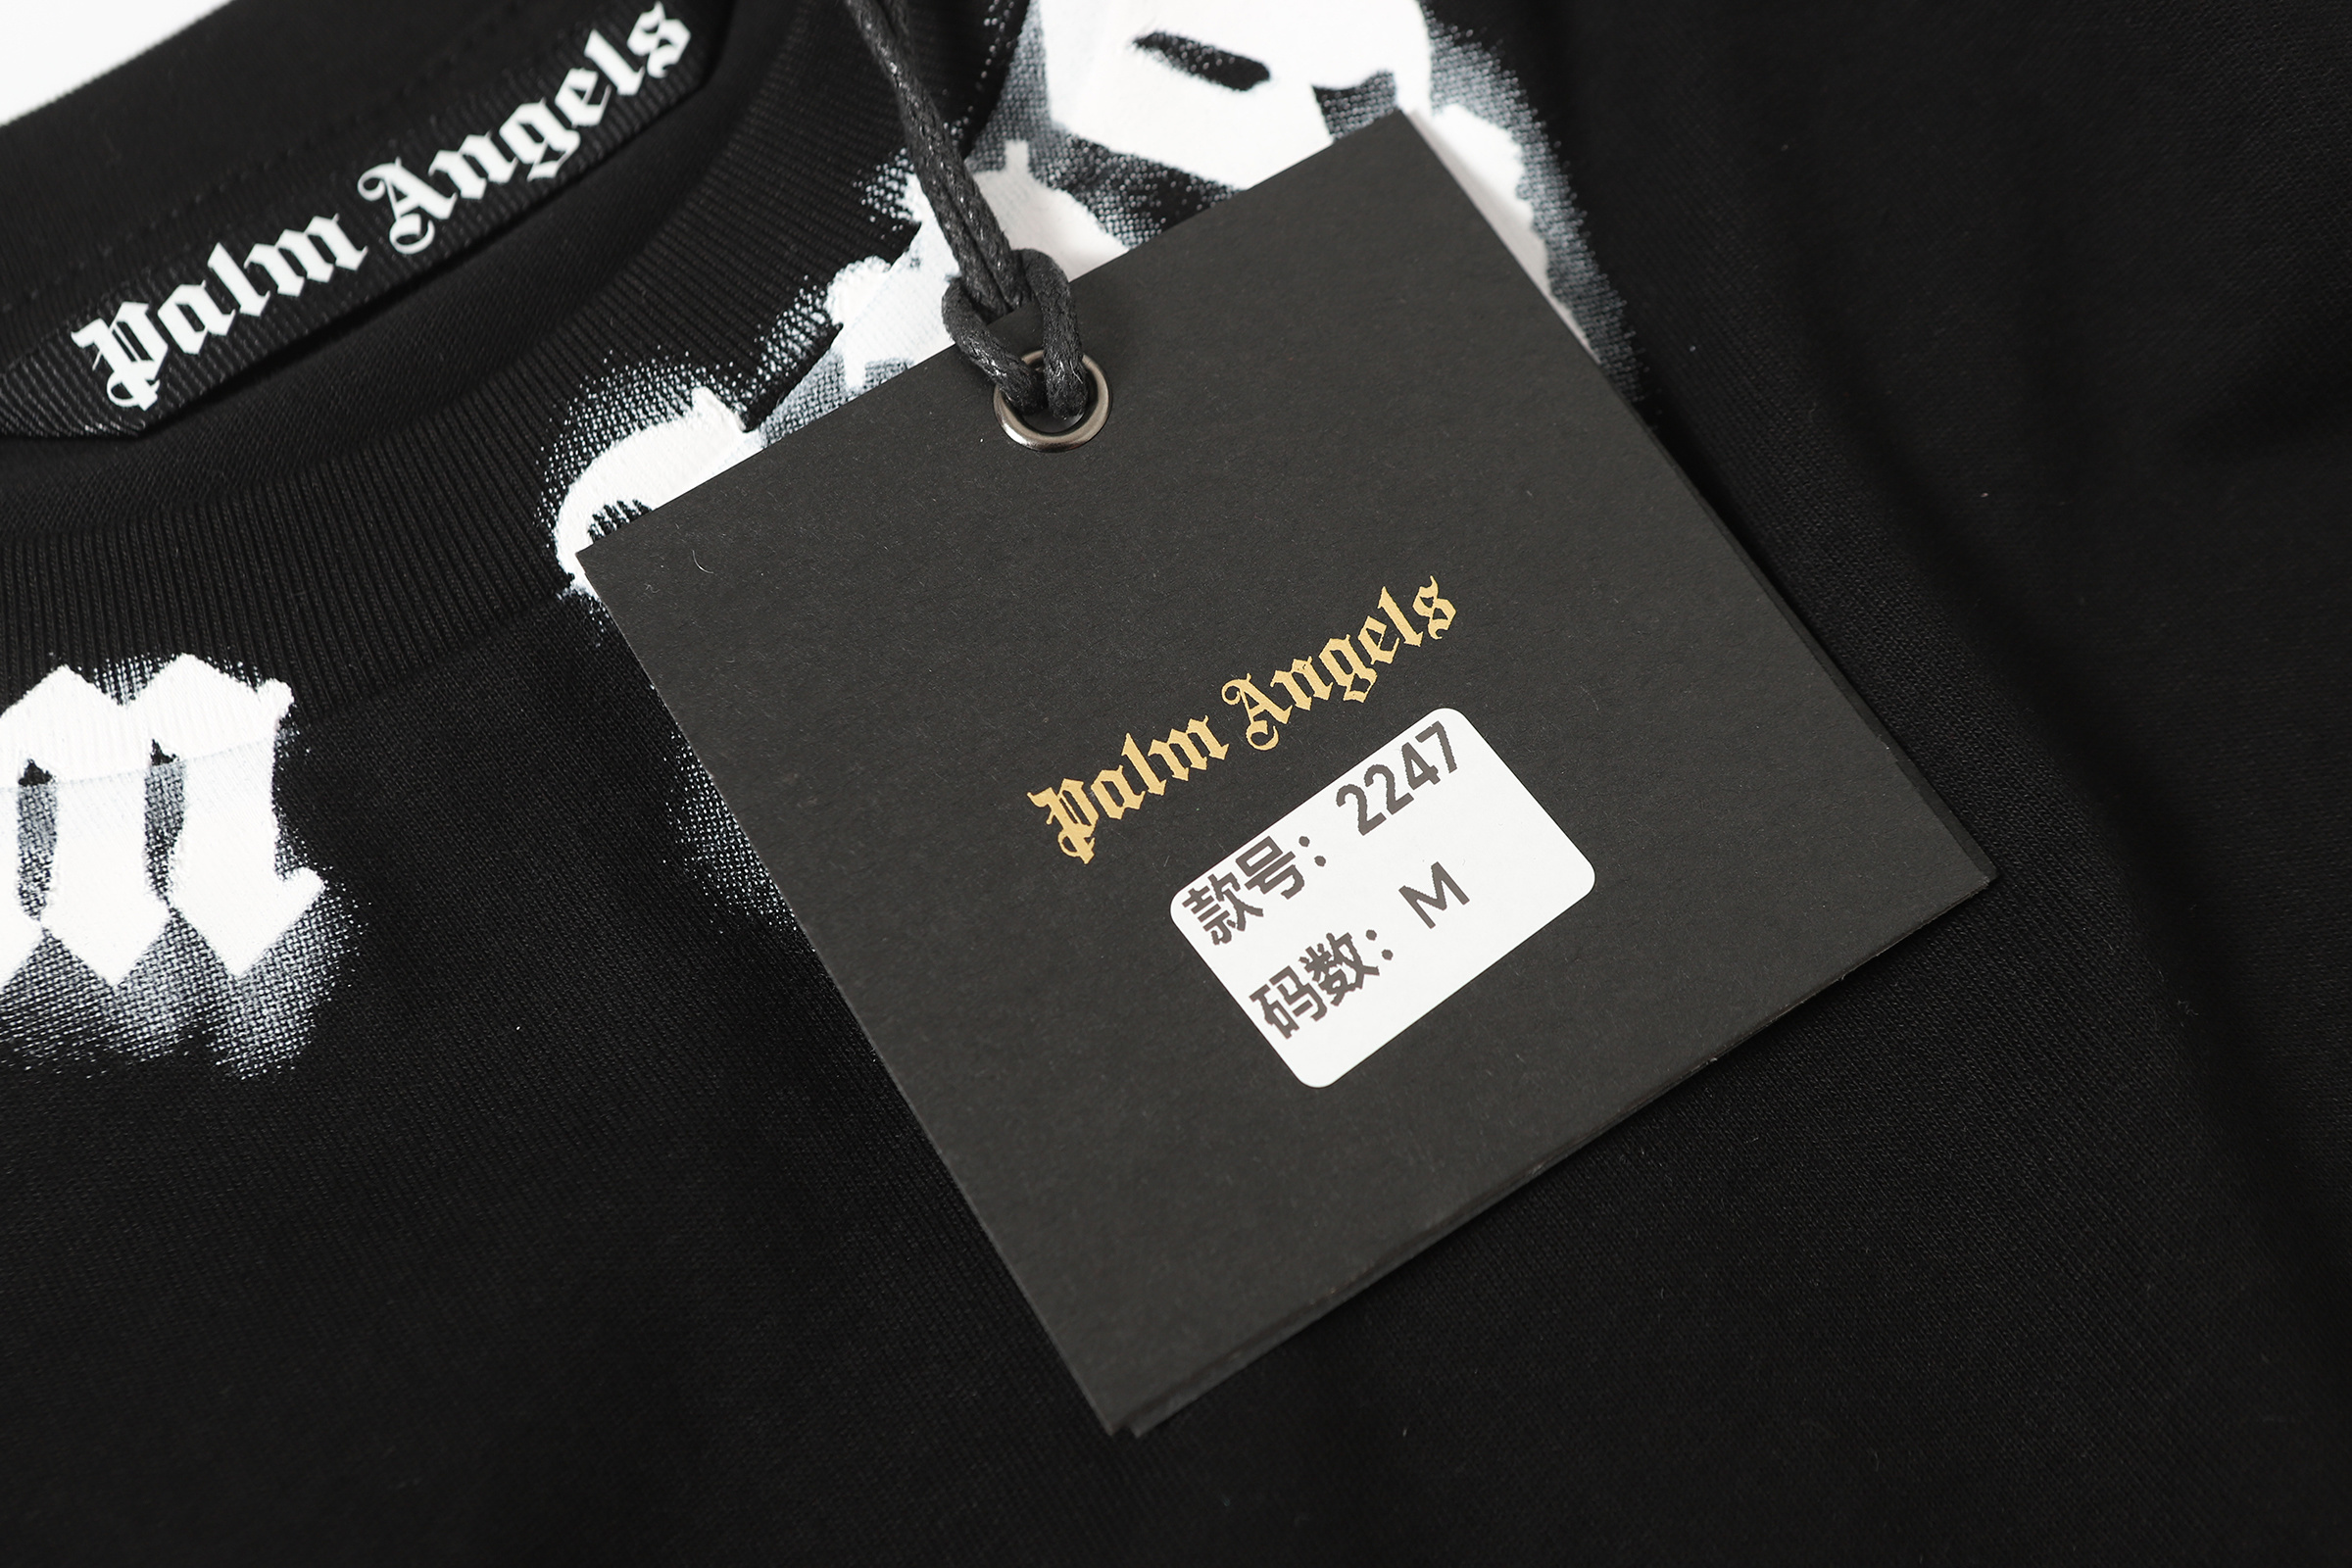 Palm Angels
Palm Angels
款号：2247
码数：M